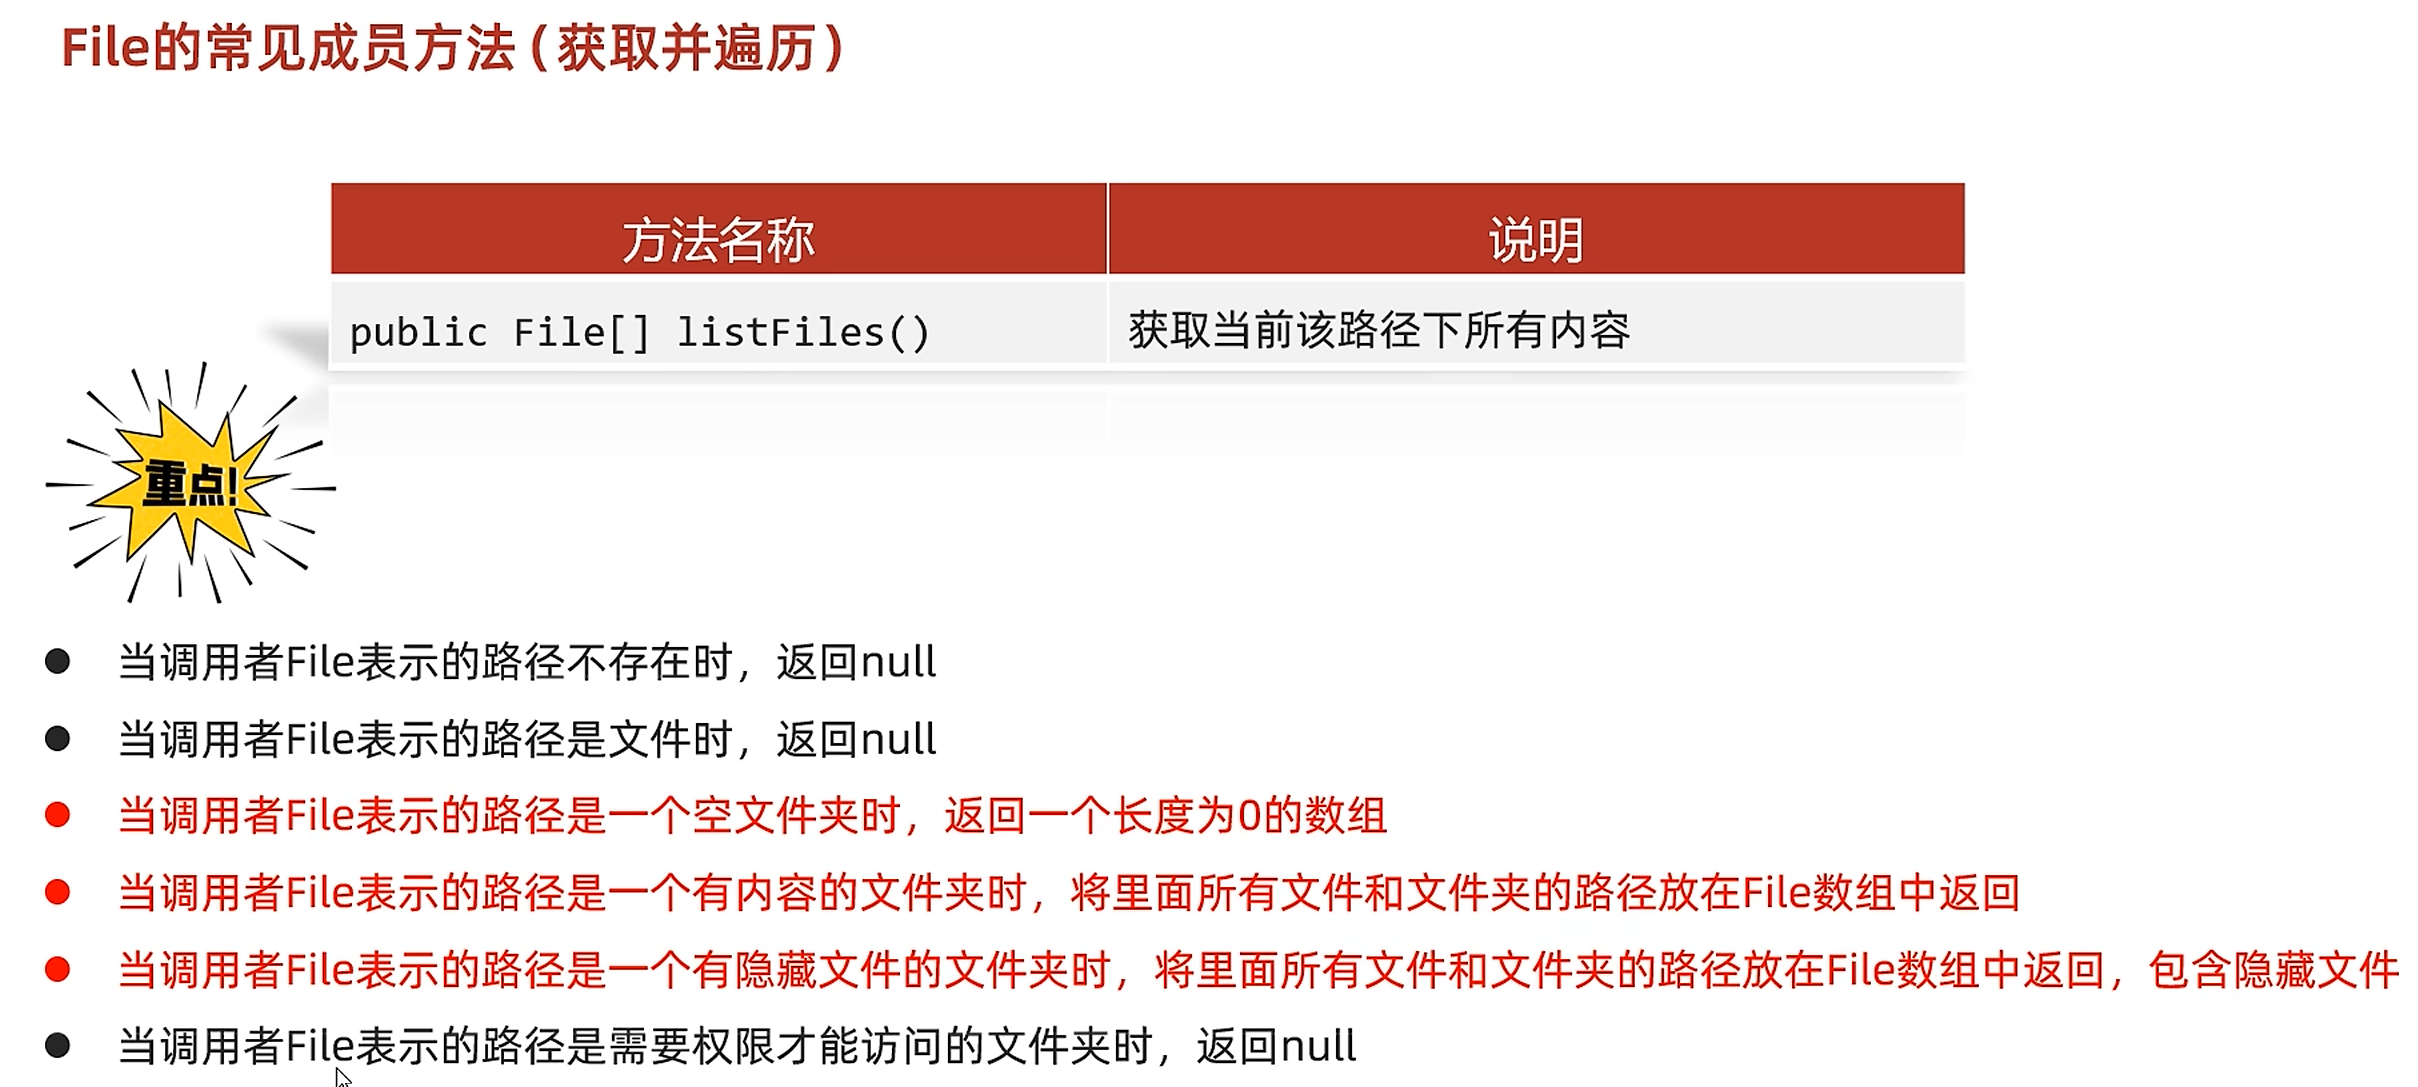 File的常见成员方法（获取并遍历）
方法名称 说明
public File[] listFiles() 获取当前该路径下所有内容
重点!
当调用者File表示的路径不存在时，返回null
当调用者File表示的路径是文件时，返回null
当调用者File表示的路径是一个空文件夹时，返回一个长度为0的数组
当调用者File表示的路径是一个有内容的文件夹时，将里面所有文件和文件夹的路径放在File数组中返回
当调用者File表示的路径是一个有隐藏文件的文件夹时，将里面所有文件和文件夹的路径放在File数组中返回，包含隐藏文件
当调用者File表示的路径是需要权限才能访问的文件夹时，返回null